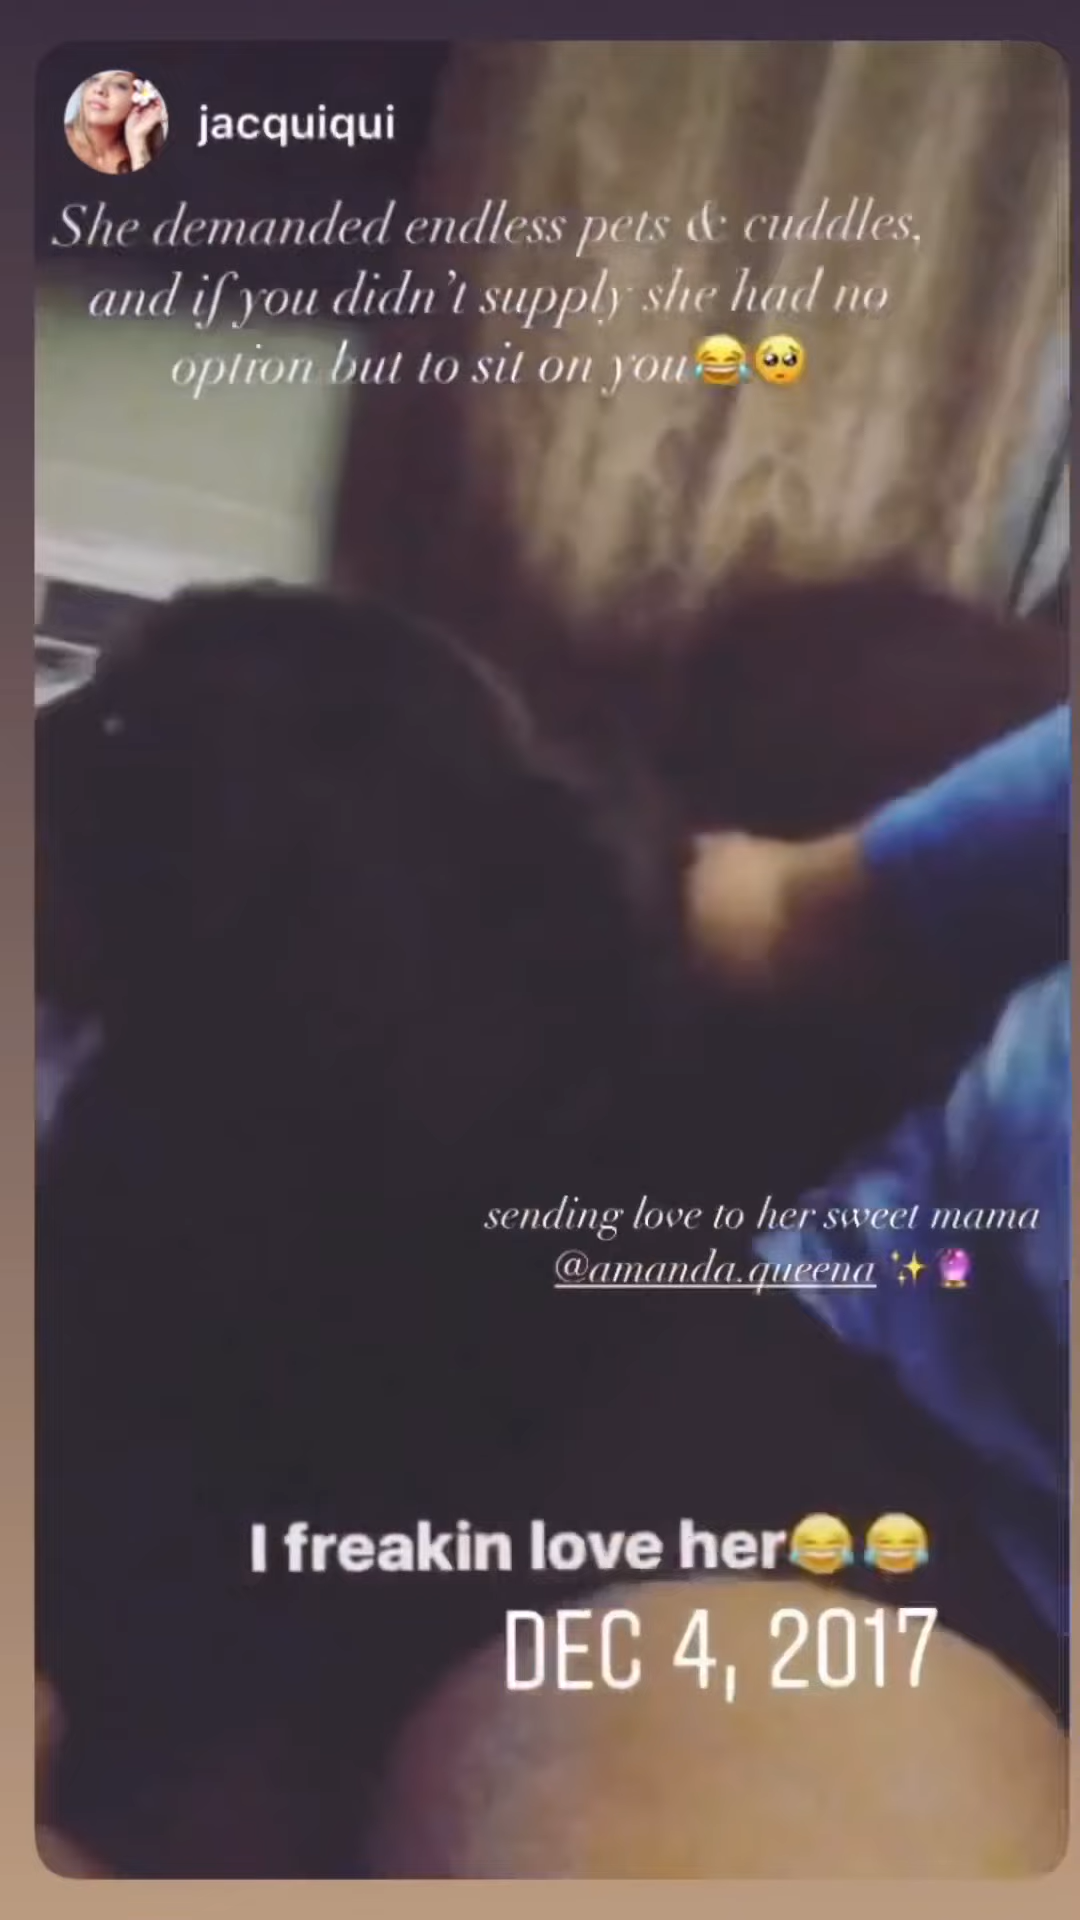 jacquiqui
She demanded endless pets & cuddles,
and if you didn't supply she had no
option but to sit on you😂🥺
sending love to her sweet mama
@amanda.queena ✨🔮
I freakin love her😂😂
DEC 4, 2017